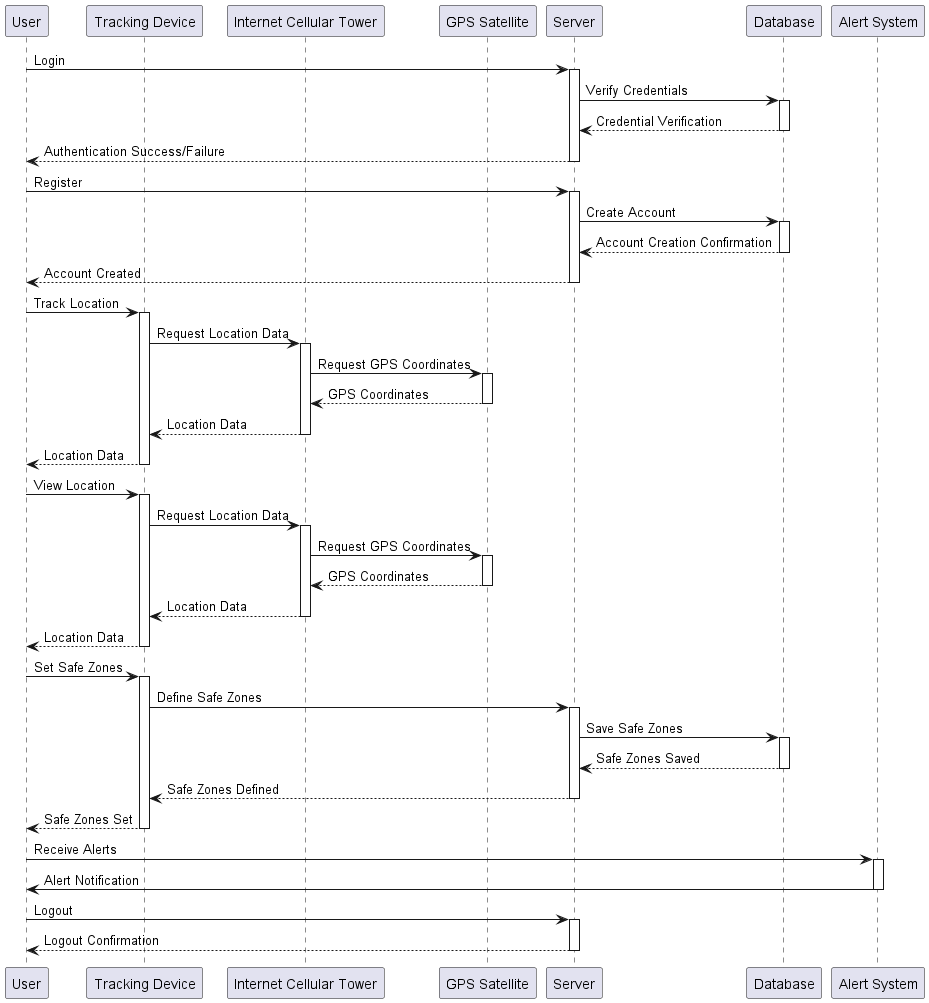 User Tracking Device Internet Cellular Tower GPS Satellite Server Database Alert System
Login
Verify Credentials
Credential Verification
Authentication Success/Failure
Register
Create Account
Account Creation Confirmation
Account Created
Track Location
Request Location Data
Request GPS Coordinates
GPS Coordinates
Location Data
Location Data
View Location
Request Location Data
Request GPS Coordinates
GPS Coordinates
Location Data
Location Data
Set Safe Zones
Define Safe Zones
Save Safe Zones
Safe Zones Saved
Safe Zones Defined
Safe Zones Set
Receive Alerts
Alert Notification
Logout
Logout Confirmation
User Tracking Device Internet Cellular Tower GPS Satellite Server Database Alert System